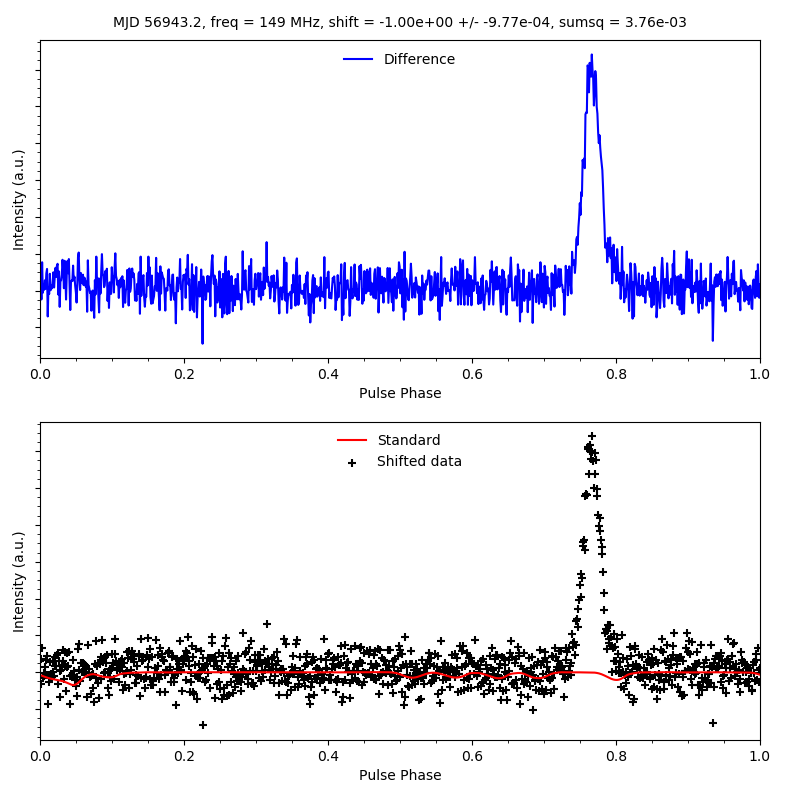 MJD 56943.2, freq = 149 MHz, shift = -1.00e+00 +/- -9.77e-04, sumsq = 3.76e-03
Difference
Intensity (a.u.)
0.0 0.2 0.4 0.6 0.8 1.0
Pulse Phase
Standard
Shifted data
Intensity (a.u.)
0.0 0.2 0.4 0.6 0.8 1.0
Pulse Phase